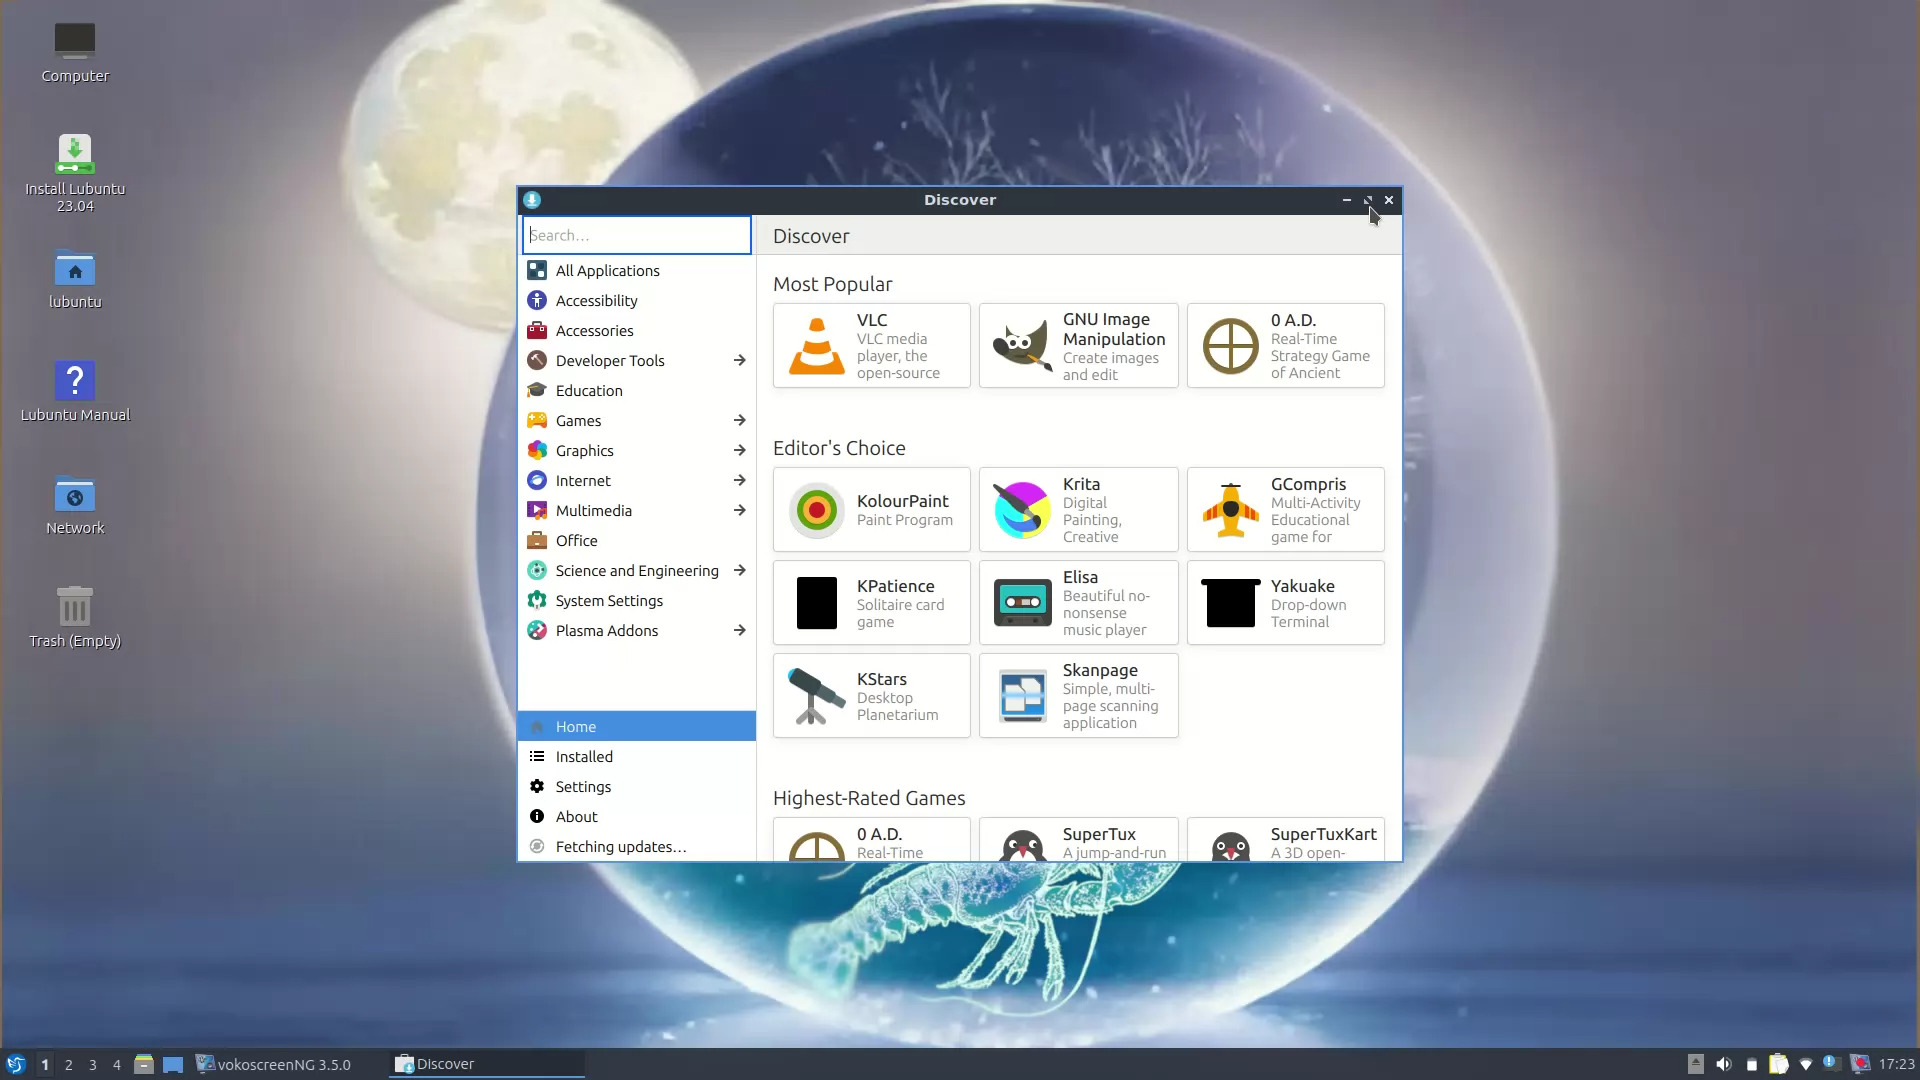 Computer
Install Lubuntu
23.04
lubuntu
Lubuntu Manual
Network
Trash (Empty)
Discover
Search...
All Applications
Accessibility
Accessories
Developer Tools
Education
Games
Graphics
Internet
Multimedia
Office
Science and Engineering
System Settings
Plasma Addons
Home
Installed
Settings
About
Fetching updates...
Discover
Most Popular
VLC
VLC media
player, the
open-source
GNU Image
Manipulation
Create images
and edit
0 A.D.
Real-Time
Strategy Game
of Ancient
Editor's Choice
KolourPaint
Paint Program
Krita
Digital
Painting,
Creative
GCompris
Multi-Activity
Educational
game for
KPatience
Solitaire card
game
Elisa
Beautiful no-
nonsense
music player
Yakuake
Drop-down
Terminal
KStars
Desktop
Planetarium
Skanpage
Simple, multi-
page scanning
application
Highest-Rated Games
0 A.D.
Real-Time
SuperTux
A jump-and-run
SuperTuxKart
A 3D open-
1 2 3 4
vokoscreenNG 3.5.0
Discover
17:23